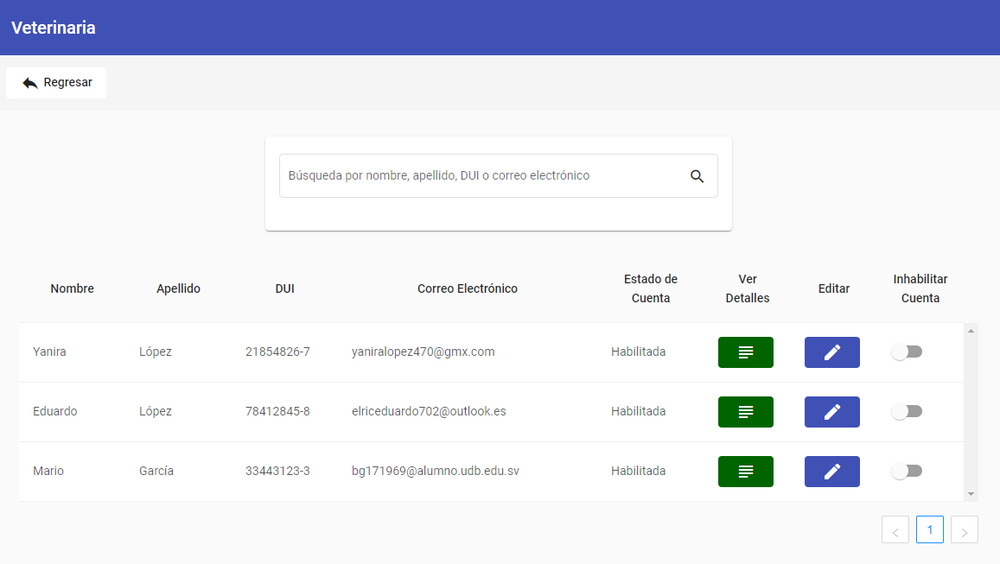 Veterinaria
Regresar
Búsqueda por nombre, apellido, DUI o correo electrónico
Nombre Apellido DUI Correo Electrónico Estado de Cuenta Ver Detalles Editar Inhabilitar Cuenta
Yanira López 21854826-7 yaniralopez470@gmx.com Habilitada
Eduardo López 78412845-8 elriceduardo702@outlook.es Habilitada
Mario García 33443123-3 bg171969@alumno.udb.edu.sv Habilitada
< 1 >